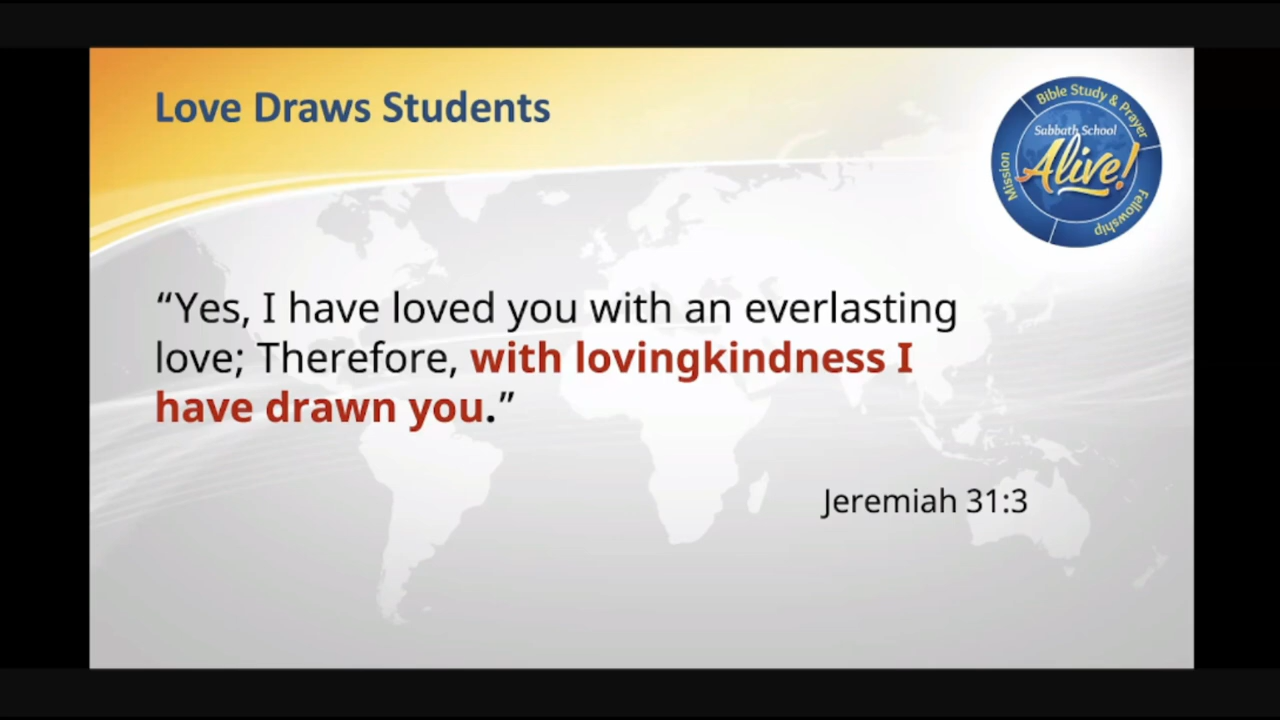 Love Draws Students
Bible Study & Prayer
Sabbath School
Alive!
Mission
Fellowship
“Yes, I have loved you with an everlasting
love; Therefore, with lovingkindness I
have drawn you.”
Jeremiah 31:3